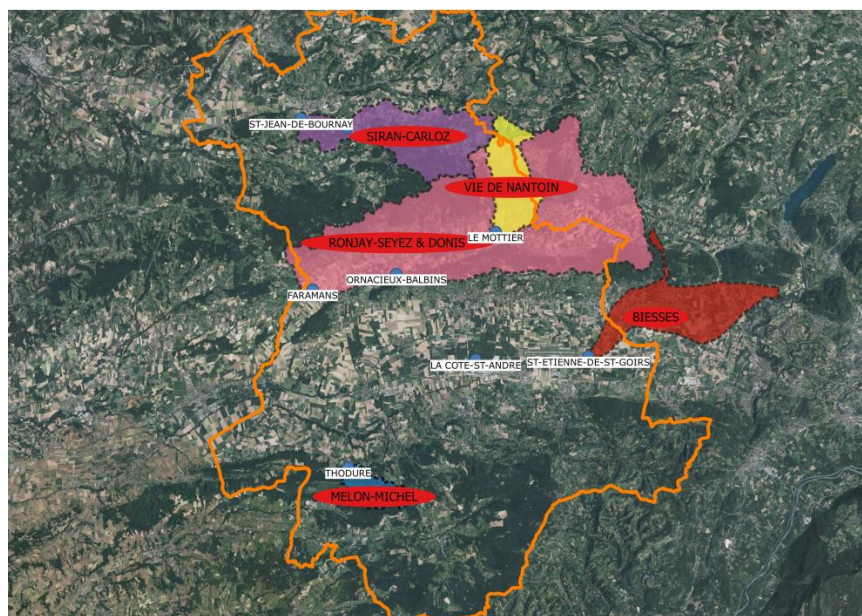 ST-JEAN-DE-BOURNAY
SIRAN-CARLOZ
VIE DE NANTOIN
LE MOTTIER
RONJAY-SEYEZ & DONIS
ORNACIEUX-BALBINS
FARAMANS
BIESSES
LA COTE-ST-ANDRE
ST-ETIENNE-DE-ST-GOIRS
THODURE
MELON-MICHEL